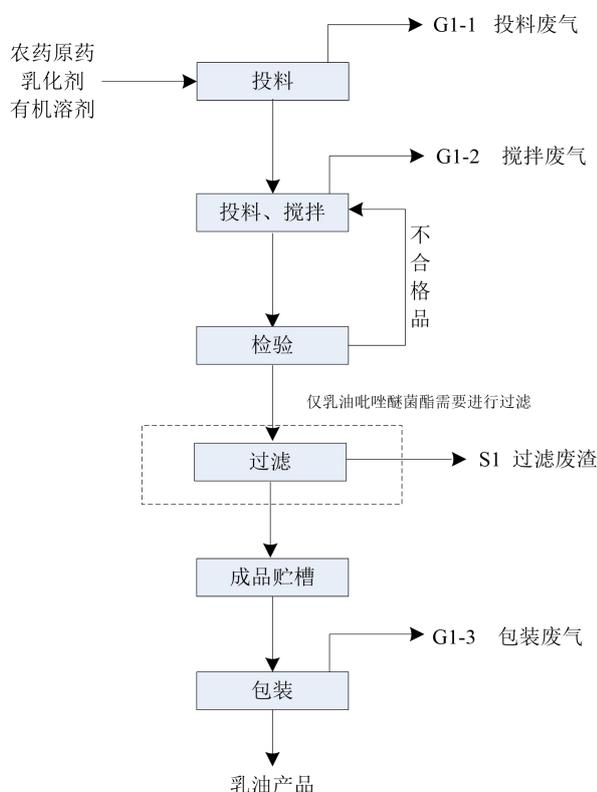 G1-1 投料废气
农药原药
乳化剂
有机溶剂
投料
G1-2 搅拌废气
投料、搅拌
不
合
格
品
检验
仅乳油吡唑醚菌酯需要进行过滤
过滤
S1 过滤废渣
成品贮槽
G1-3 包装废气
包装
乳油产品